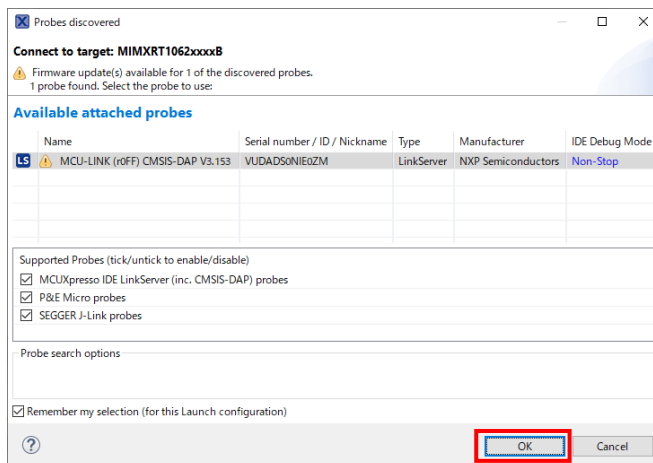 Probes discovered
Connect to target: MIMXRT1062xxxxB
Firmware update(s) available for 1 of the discovered probes.
1 probe found. Select the probe to use:
Available attached probes
Name Serial number / ID / Nickname Type Manufacturer IDE Debug Mode
LS MCU-LINK (r0FF) CMSIS-DAP V3.153 VUDADS0NIE0ZM LinkServer NXP Semiconductors Non-Stop
Supported Probes (tick/untick to enable/disable)
MCUXpresso IDE LinkServer (inc. CMSIS-DAP) probes
P&E Micro probes
SEGGER J-Link probes
Probe search options
Remember my selection (for this Launch configuration)
? OK Cancel